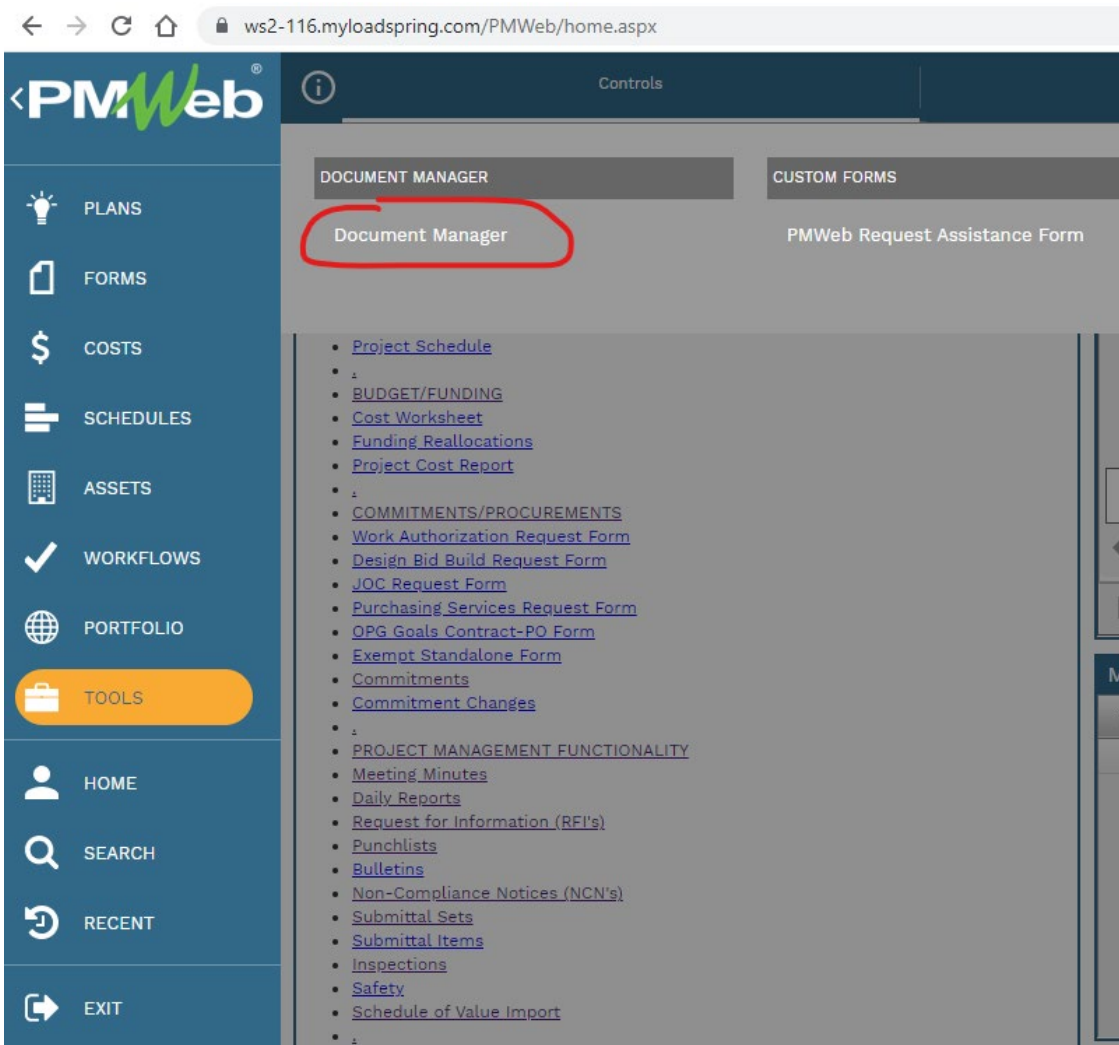 ws2-116.myloadspring.com/PMWeb/home.aspx
<PMWeb®
Controls
DOCUMENT MANAGER
CUSTOM FORMS
Document Manager
PMWeb Request Assistance Form
PLANS
FORMS
COSTS
SCHEDULES
ASSETS
WORKFLOWS
PORTFOLIO
TOOLS
HOME
SEARCH
RECENT
EXIT
Project Schedule
.
BUDGET/FUNDING
Cost Worksheet
Funding Reallocations
Project Cost Report
.
COMMITMENTS/PROCUREMENTS
Work Authorization Request Form
Design Bid Build Request Form
JOC Request Form
Purchasing Services Request Form
OPG Goals Contract-PO Form
Exempt Standalone Form
Commitments
Commitment Changes
.
PROJECT MANAGEMENT FUNCTIONALITY
Meeting Minutes
Daily Reports
Request for Information (RFI's)
Punchlists
Bulletins
Non-Compliance Notices (NCN's)
Submittal Sets
Submittal Items
Inspections
Safety
Schedule of Value Import
.
M